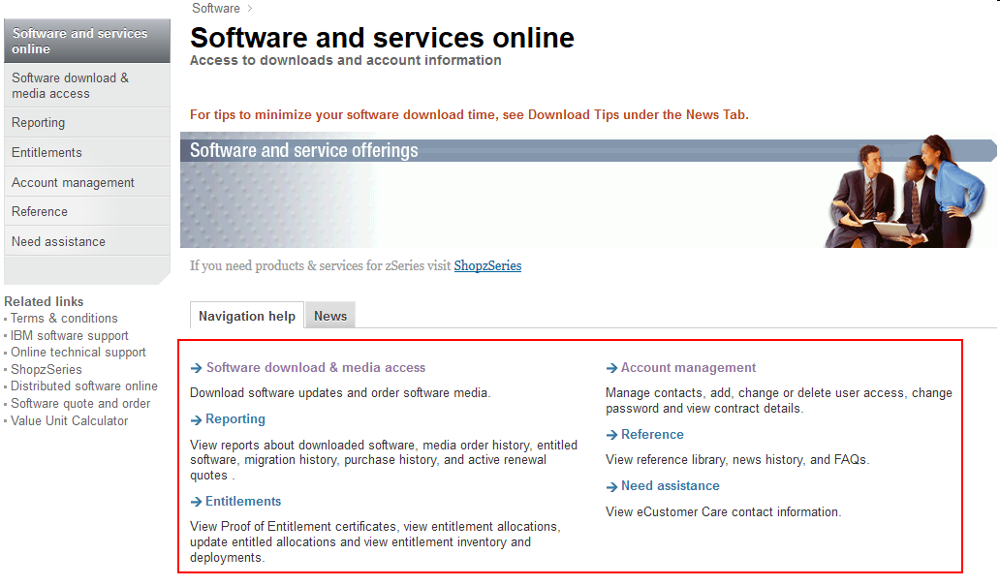 Software
Software and services online
Access to downloads and account information
Software and services
online
Software download &
media access
Reporting
Entitlements
Account management
Reference
Need assistance
Related links
Terms & conditions
IBM software support
Online technical support
ShopzSeries
Distributed software online
Software quote and order
Value Unit Calculator
For tips to minimize your software download time, see Download Tips under the News Tab.
Software and service offerings
If you need products & services for zSeries visit ShopzSeries
Navigation help
News
Software download & media access
Download software updates and order software media.
Reporting
View reports about downloaded software, media order history, entitled
software, migration history, purchase history, and active renewal
quotes .
Entitlements
View Proof of Entitlement certificates, view entitlement allocations,
update entitled allocations and view entitlement inventory and
deployments.
Account management
Manage contacts, add, change or delete user access, change
password and view contract details.
Reference
View reference library, news history, and FAQs.
Need assistance
View eCustomer Care contact information.